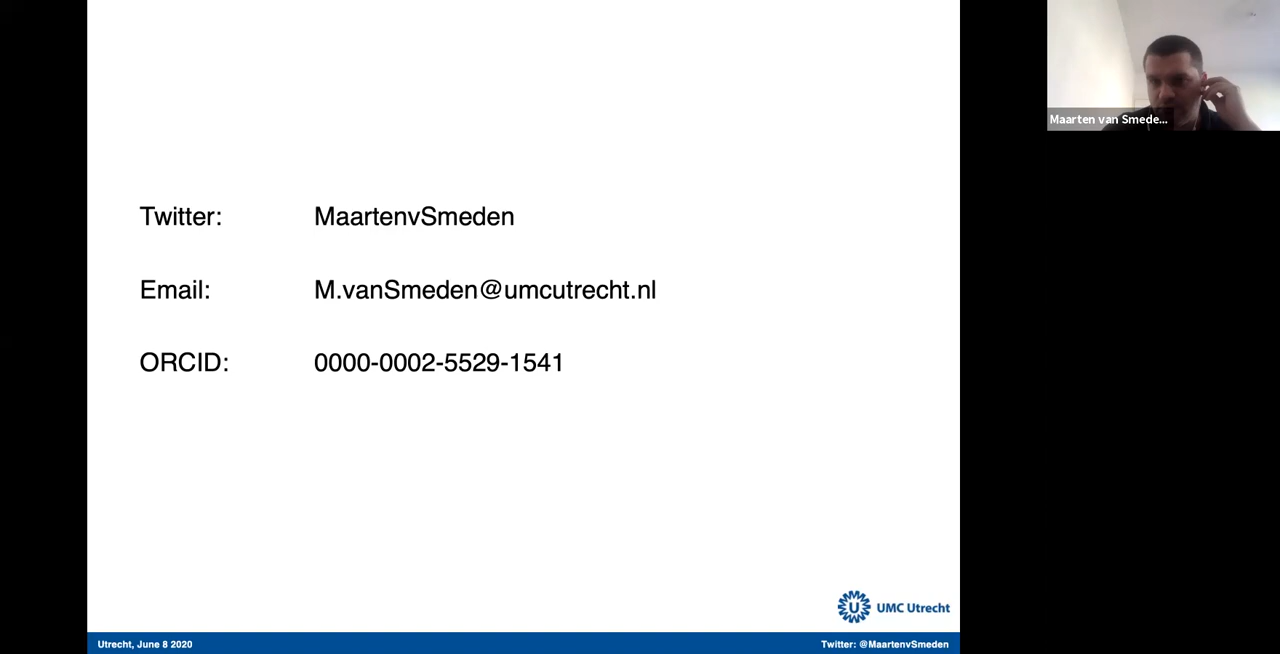 Maarten van Smede...
Twitter: MaartenvSmeden
Email: M.vanSmeden@umcutrecht.nl
ORCID: 0000-0002-5529-1541
U UMC Utrecht
Utrecht, June 8 2020 Twitter: @MaartenvSmeden